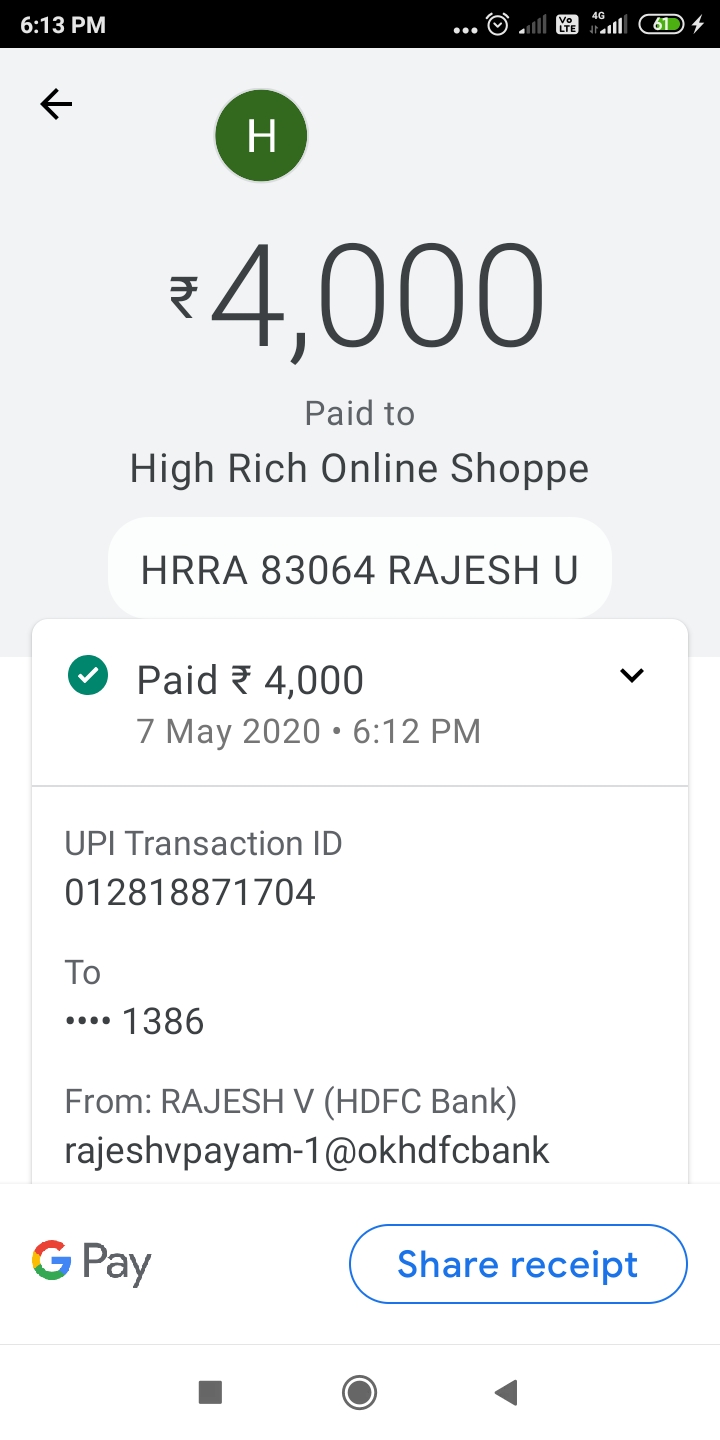 6:13 PM
Vo LTE 4G 61
H
₹4,000
Paid to
High Rich Online Shoppe
HRRA 83064 RAJESH U
Paid ₹ 4,000
7 May 2020 • 6:12 PM
UPI Transaction ID
012818871704
To
•••• 1386
From: RAJESH V (HDFC Bank)
rajeshvpayam-1@okhdfcbank
G Pay
Share receipt